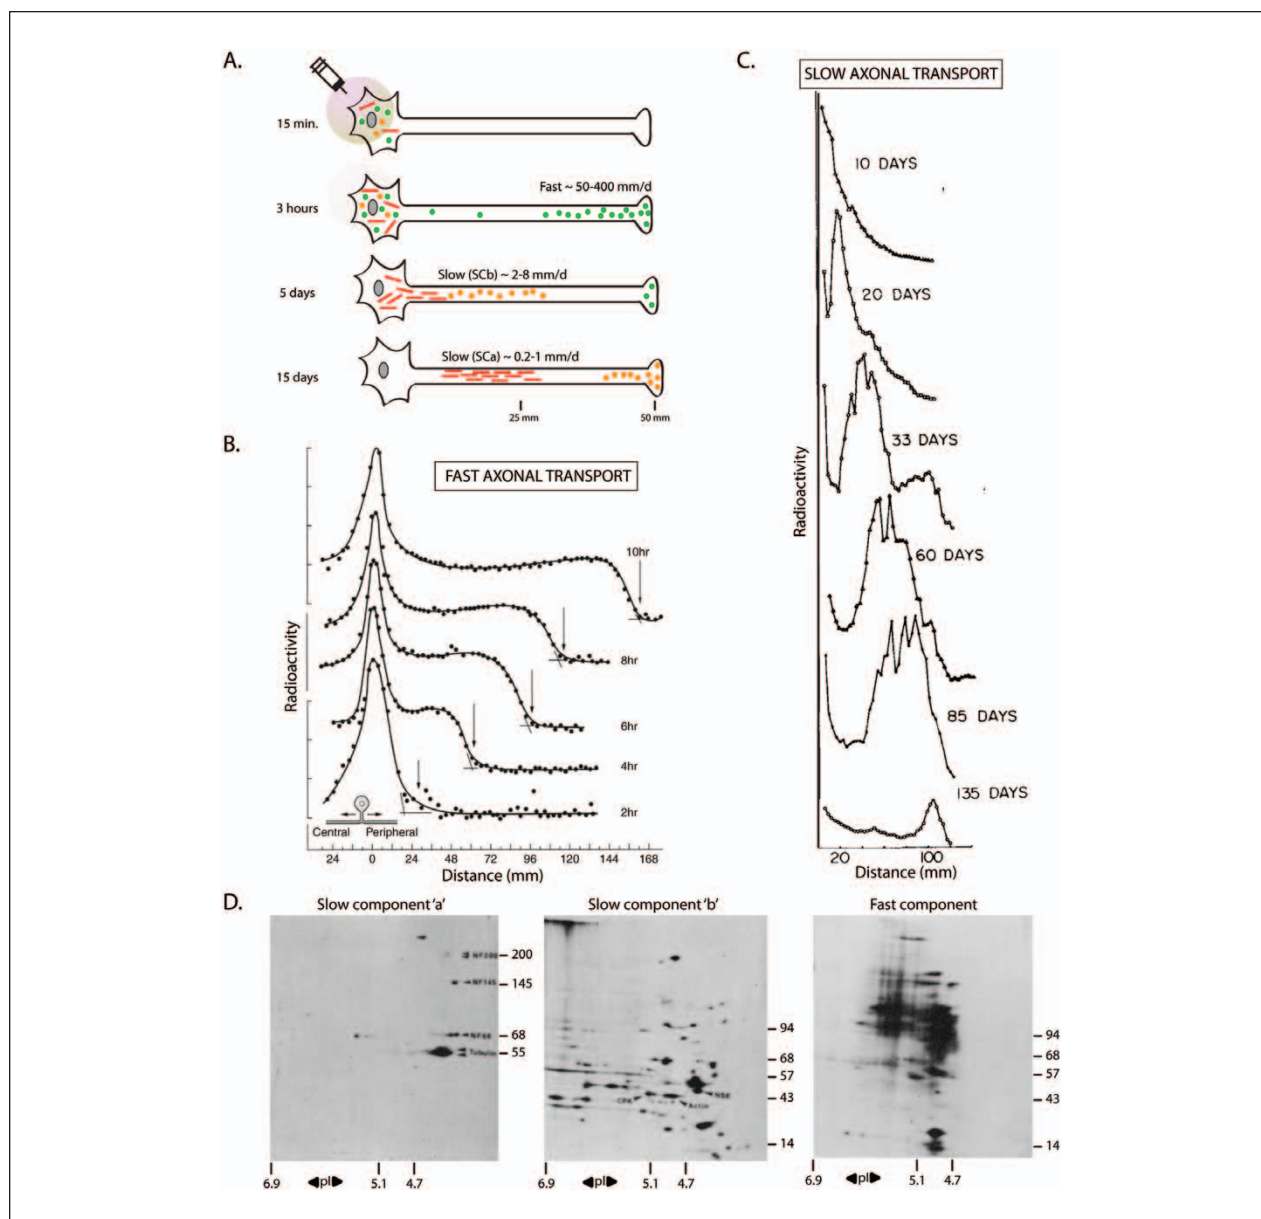 A.
15 min.
3 hours
Fast ~ 50-400 mm/d
5 days
Slow (SCb) ~ 2-8 mm/d
15 days
Slow (SCa) ~ 0.2-1 mm/d
25 mm
50 mm
B.
FAST AXONAL TRANSPORT
Radioactivity
10hr
8hr
6hr
4hr
2hr
Central Peripheral
24 0 24 48 72 96 120 144 168
Distance (mm)
C.
SLOW AXONAL TRANSPORT
Radioactivity
10 DAYS
20 DAYS
33 DAYS
60 DAYS
85 DAYS
135 DAYS
20 100
Distance (mm)
D.
Slow component 'a'
NF200 200
NF145 145
NF68 68
Tubulin 55
6.9 pI 5.1 4.7
Slow component 'b'
94
68
57
NSE
CPK Actin
43
14
6.9 pI 5.1 4.7
Fast component
94
68
57
43
14
6.9 pI 5.1 4.7